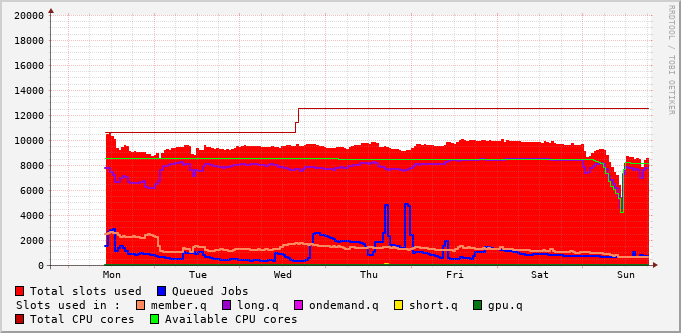 RRDTOOL / TOBI OETIKER
20000
18000
16000
14000
12000
10000
8000
6000
4000
2000
0
Mon Tue Wed Thu Fri Sat Sun
Total slots used Queued Jobs
Slots used in : member.q long.q ondemand.q short.q gpu.q
Total CPU cores Available CPU cores